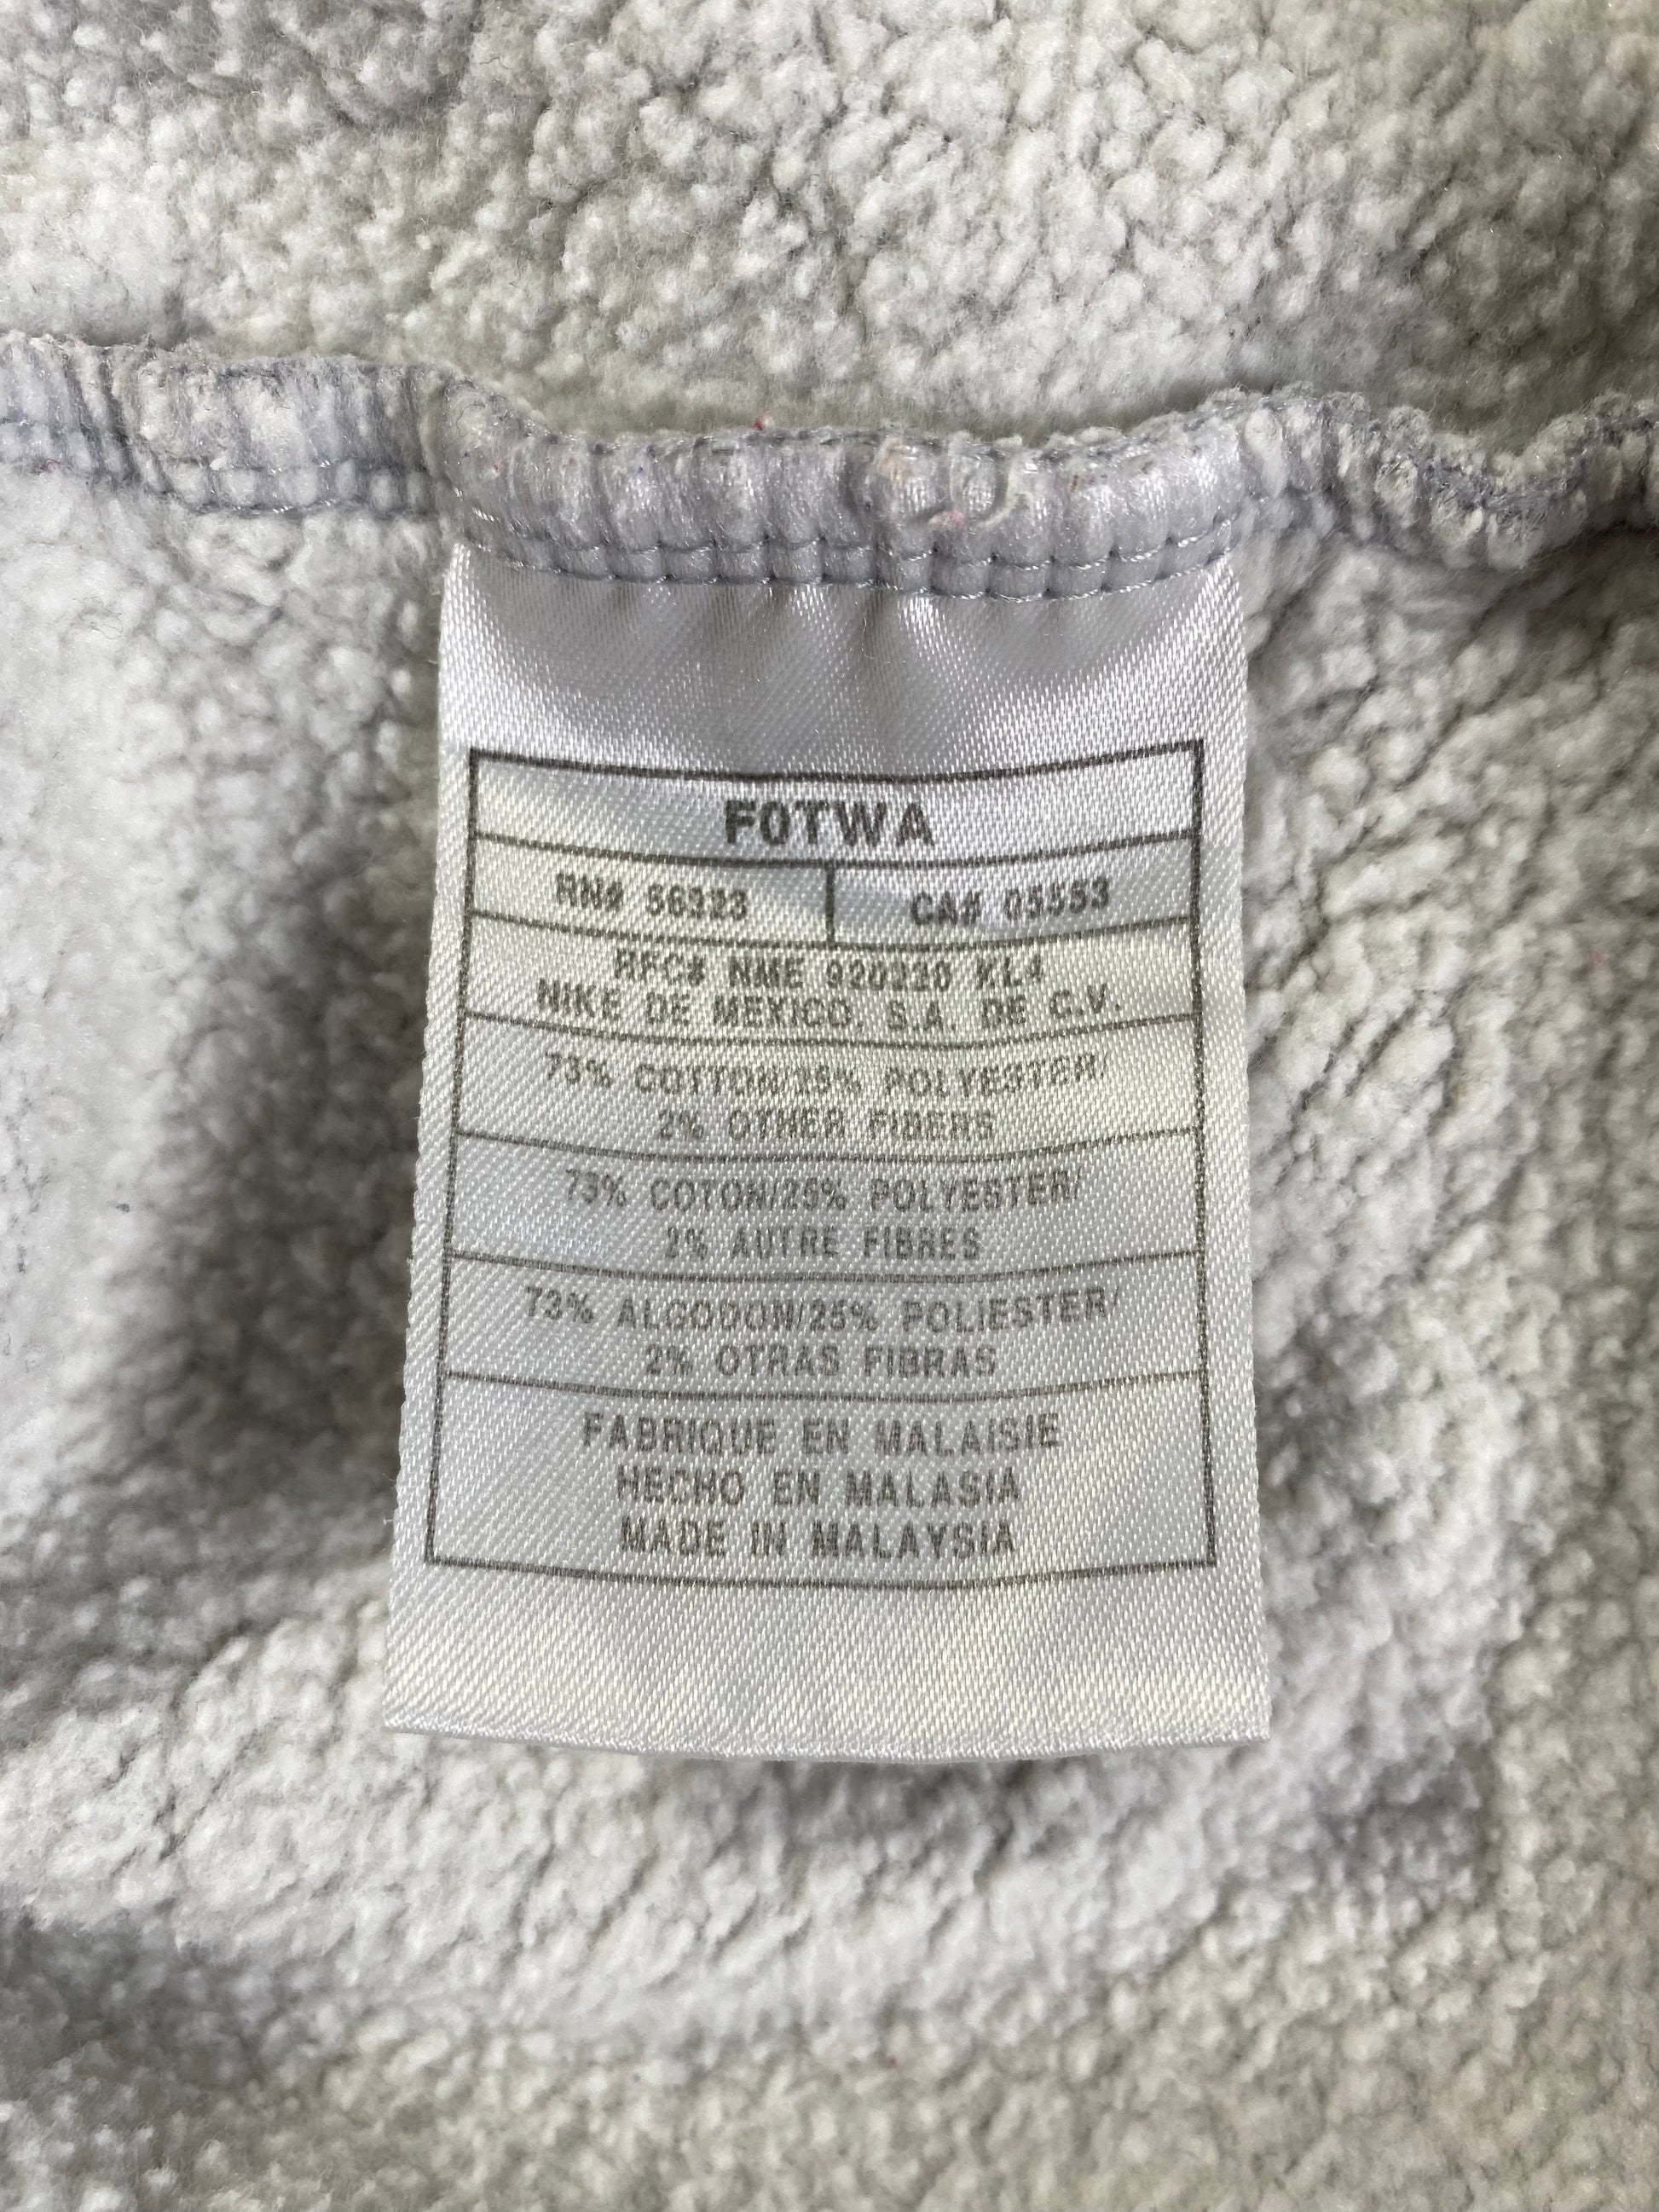 F0TWA
RN# 56323 CA# 05553
RFC# NME 920220 KL4
NIKE DE MEXICO, S.A. DE C.V.
73% COTTON/25% POLYESTER/
2% OTHER FIBERS
73% COTON/25% POLYESTER/
2% AUTRE FIBRES
73% ALGODON/25% POLIESTER/
2% OTRAS FIBRAS
FABRIQUE EN MALAISIE
HECHO EN MALASIA
MADE IN MALAYSIA